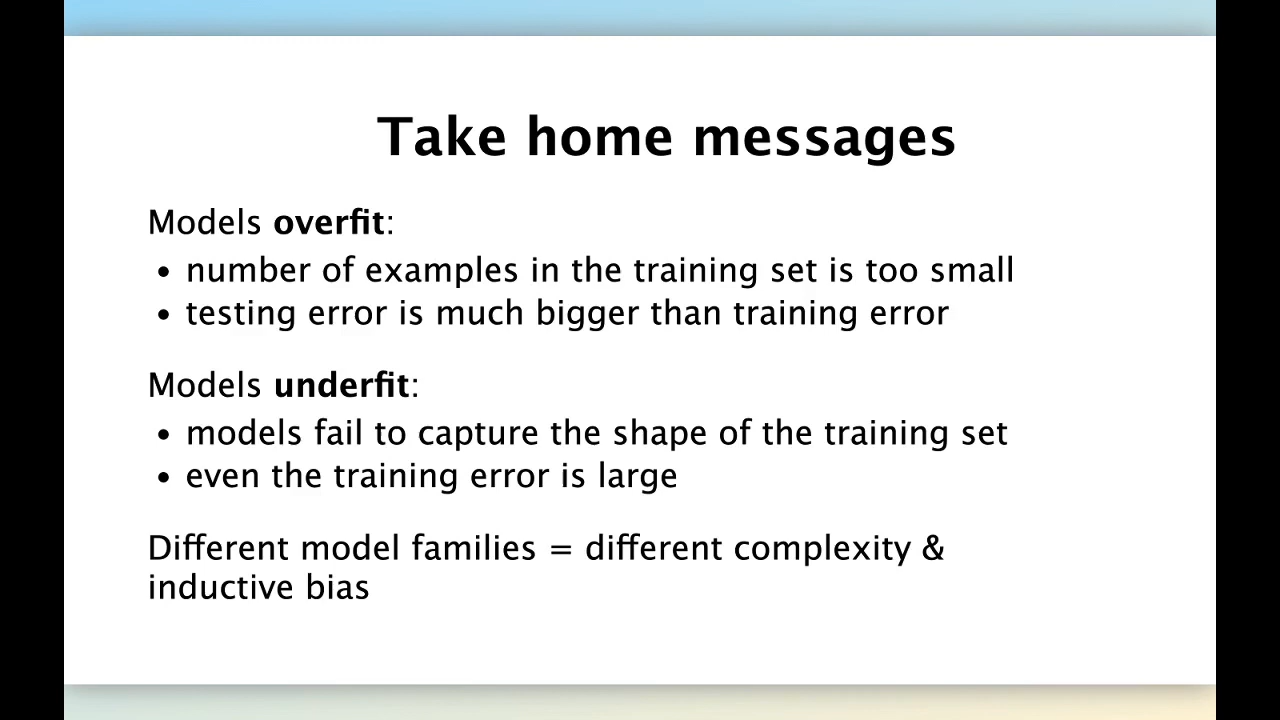 Take home messages
Models overfit:
• number of examples in the training set is too small
• testing error is much bigger than training error
Models underfit:
• models fail to capture the shape of the training set
• even the training error is large
Different model families = different complexity &
inductive bias